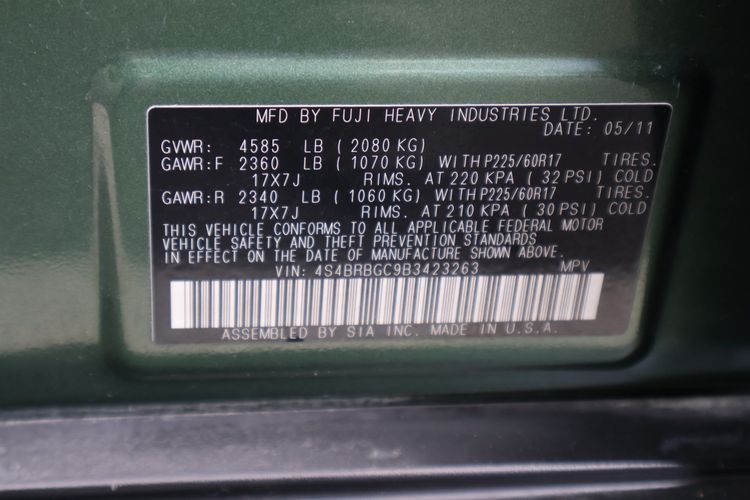 MFD BY FUJI HEAVY INDUSTRIES LTD.
DATE: 05/11
GVWR: 4585 LB ( 2080 KG)
GAWR:F 2360 LB ( 1070 KG) WITH P225/60R17 TIRES.
17X7J RIMS. AT 220 KPA ( 32 PSI) COLD
GAWR:R 2340 LB ( 1060 KG) WITH P225/60R17 TIRES.
17X7J RIMS. AT 210 KPA ( 30 PSI) COLD
THIS VEHICLE CONFORMS TO ALL APPLICABLE FEDERAL MOTOR
VEHICLE SAFETY AND THEFT PREVENTION STANDARDS
IN EFFECT ON THE DATE OF MANUFACTURE SHOWN ABOVE.
VIN: 4S4BRBGC9B3423263 MPV
ASSEMBLED BY SIA INC. MADE IN U.S.A.